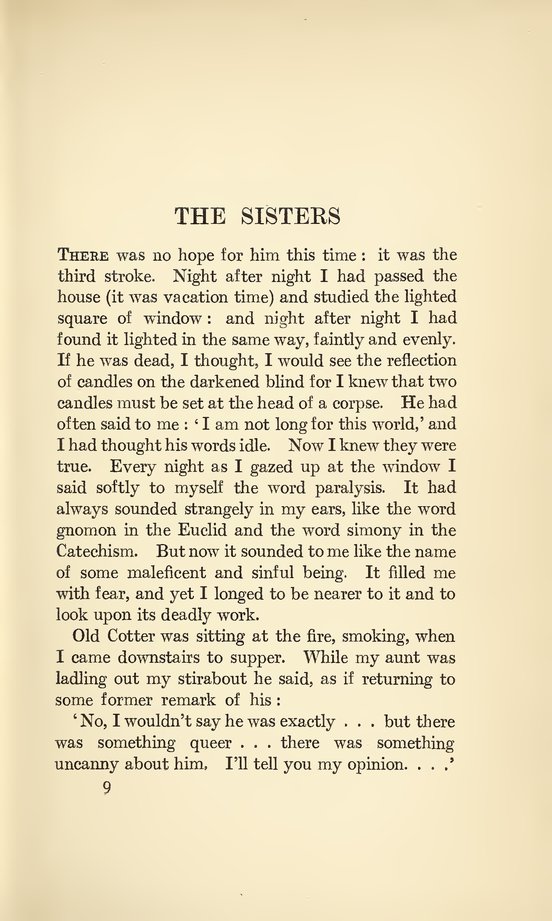 THE SISTERS
THERE was no hope for him this time : it was the
third stroke. Night after night I had passed the
house (it was vacation time) and studied the lighted
square of window : and night after night I had
found it lighted in the same way, faintly and evenly.
If he was dead, I thought, I would see the reflection
of candles on the darkened blind for I knew that two
candles must be set at the head of a corpse. He had
often said to me : ‘ I am not long for this world,’ and
I had thought his words idle. Now I knew they were
true. Every night as I gazed up at the window I
said softly to myself the word paralysis. It had
always sounded strangely in my ears, like the word
gnomon in the Euclid and the word simony in the
Catechism. But now it sounded to me like the name
of some maleficent and sinful being. It filled me
with fear, and yet I longed to be nearer to it and to
look upon its deadly work.
Old Cotter was sitting at the fire, smoking, when
I came downstairs to supper. While my aunt was
ladling out my stirabout he said, as if returning to
some former remark of his :
‘ No, I wouldn’t say he was exactly . . . but there
was something queer . . . there was something
uncanny about him. I’ll tell you my opinion. . . .’
9